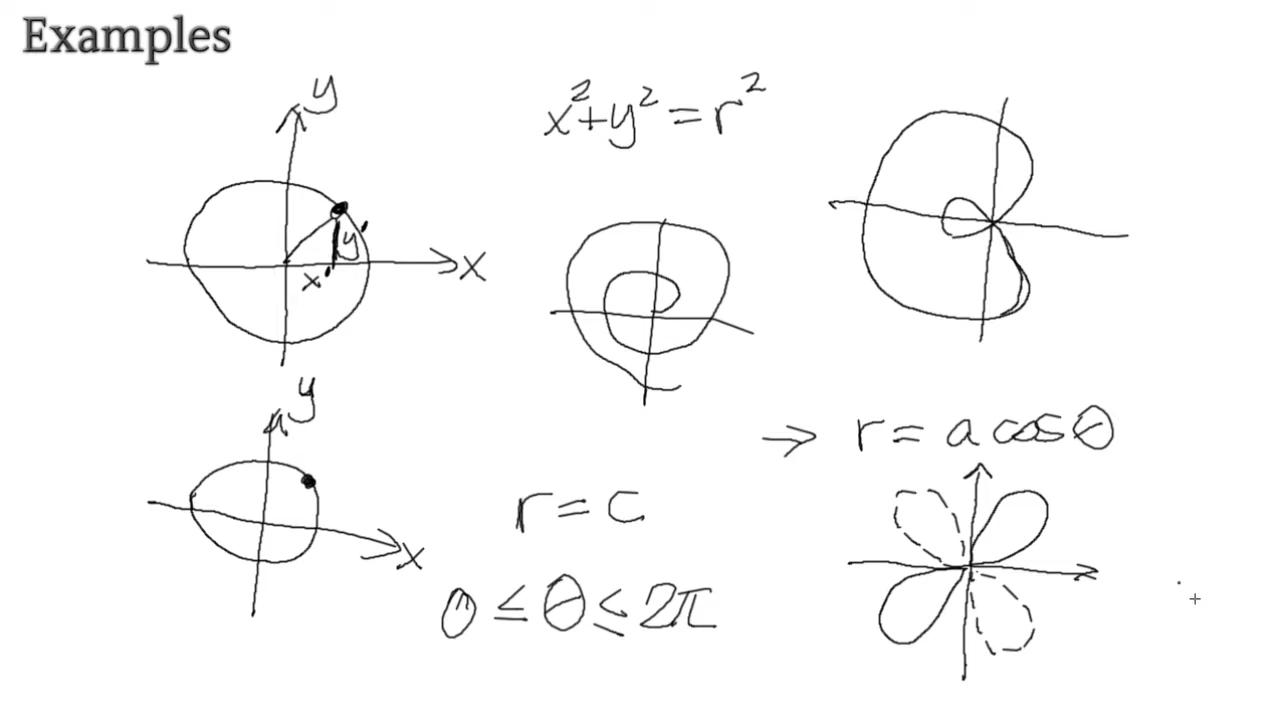 Examples
y
x² + y² = r²
y'
x'
x
y
→ r = a cos θ
r = c
x
0 ≤ θ ≤ 2π